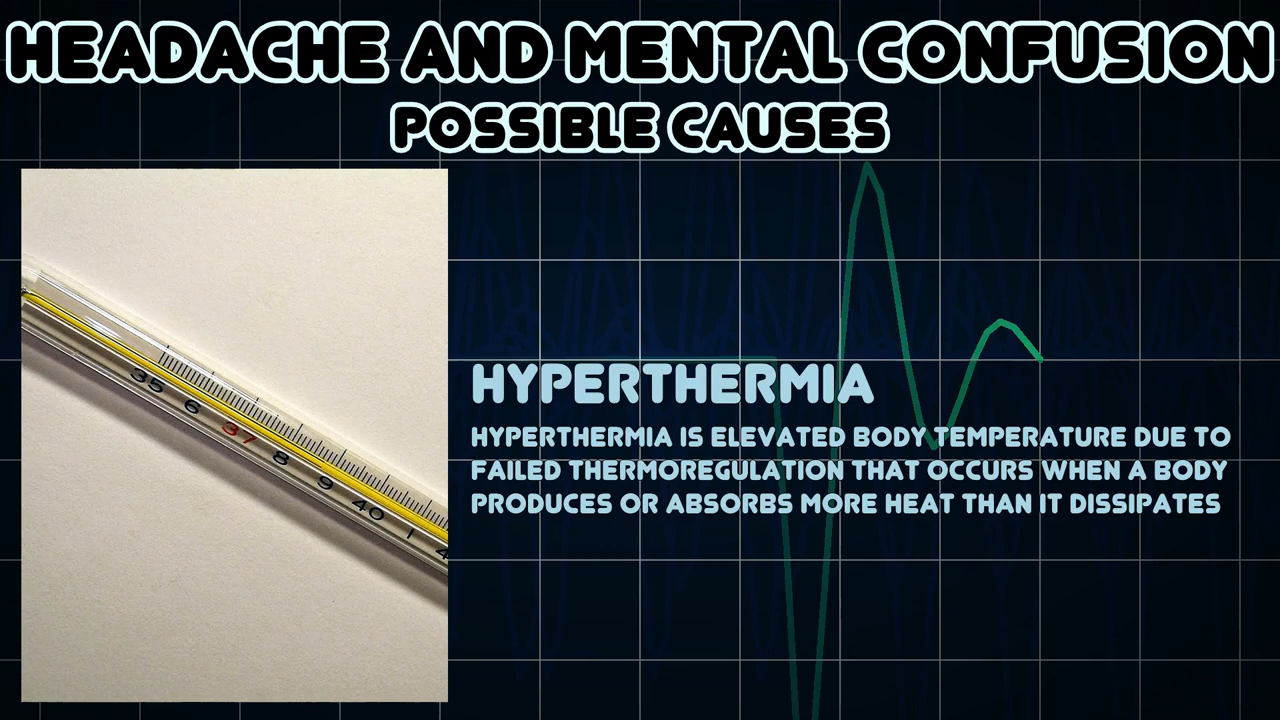 HEADACHE AND MENTAL CONFUSION
POSSIBLE CAUSES
35
6
37
8
9
40
1
HYPERTHERMIA
HYPERTHERMIA IS ELEVATED BODY TEMPERATURE DUE TO
FAILED THERMOREGULATION THAT OCCURS WHEN A BODY
PRODUCES OR ABSORBS MORE HEAT THAN IT DISSIPATES